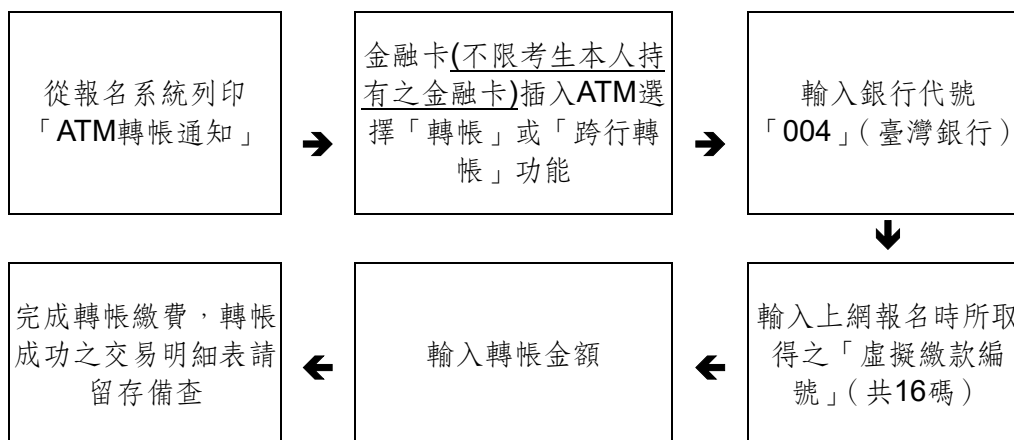 從報名系統列印
「ATM轉帳通知」
➔
金融卡(不限考生本人持
有之金融卡)插入ATM選
擇「轉帳」或「跨行轉
帳」功能
➔
輸入銀行代號
「004」(臺灣銀行)
輸入上網報名時所取
得之「虛擬繳款編
號」(共16碼)
輸入轉帳金額
完成轉帳繳費,轉帳
成功之交易明細表請
留存備查